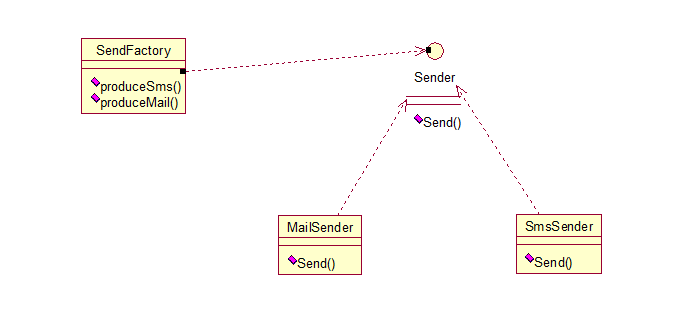 SendFactory
produceSms()
produceMail()
Sender
Send()
MailSender
Send()
SmsSender
Send()